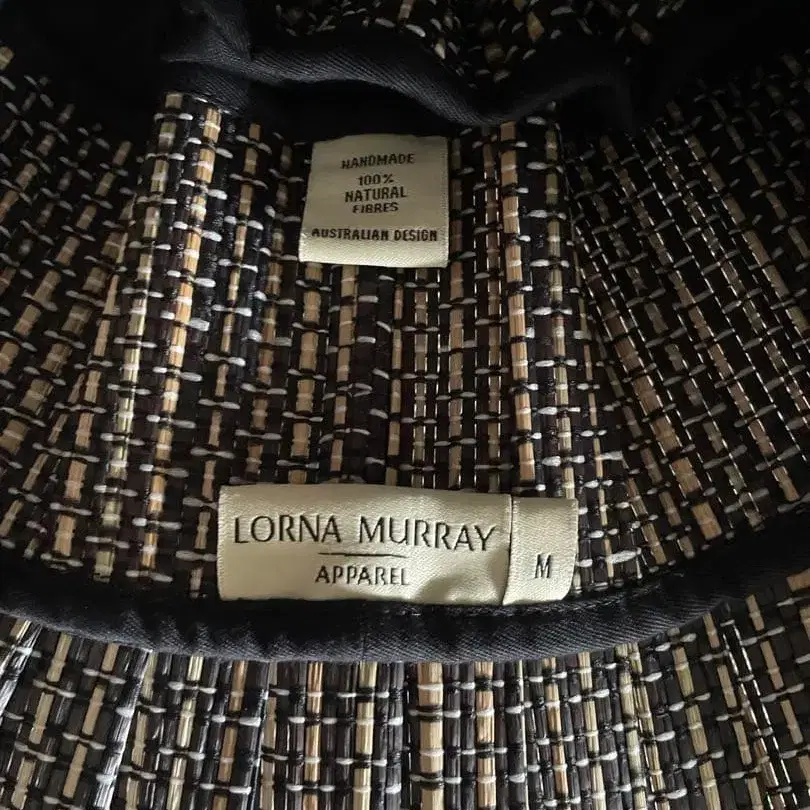 HANDMADE
100%
NATURAL
FIBRES
AUSTRALIAN DESIGN
LORNA MURRAY
APPAREL
M